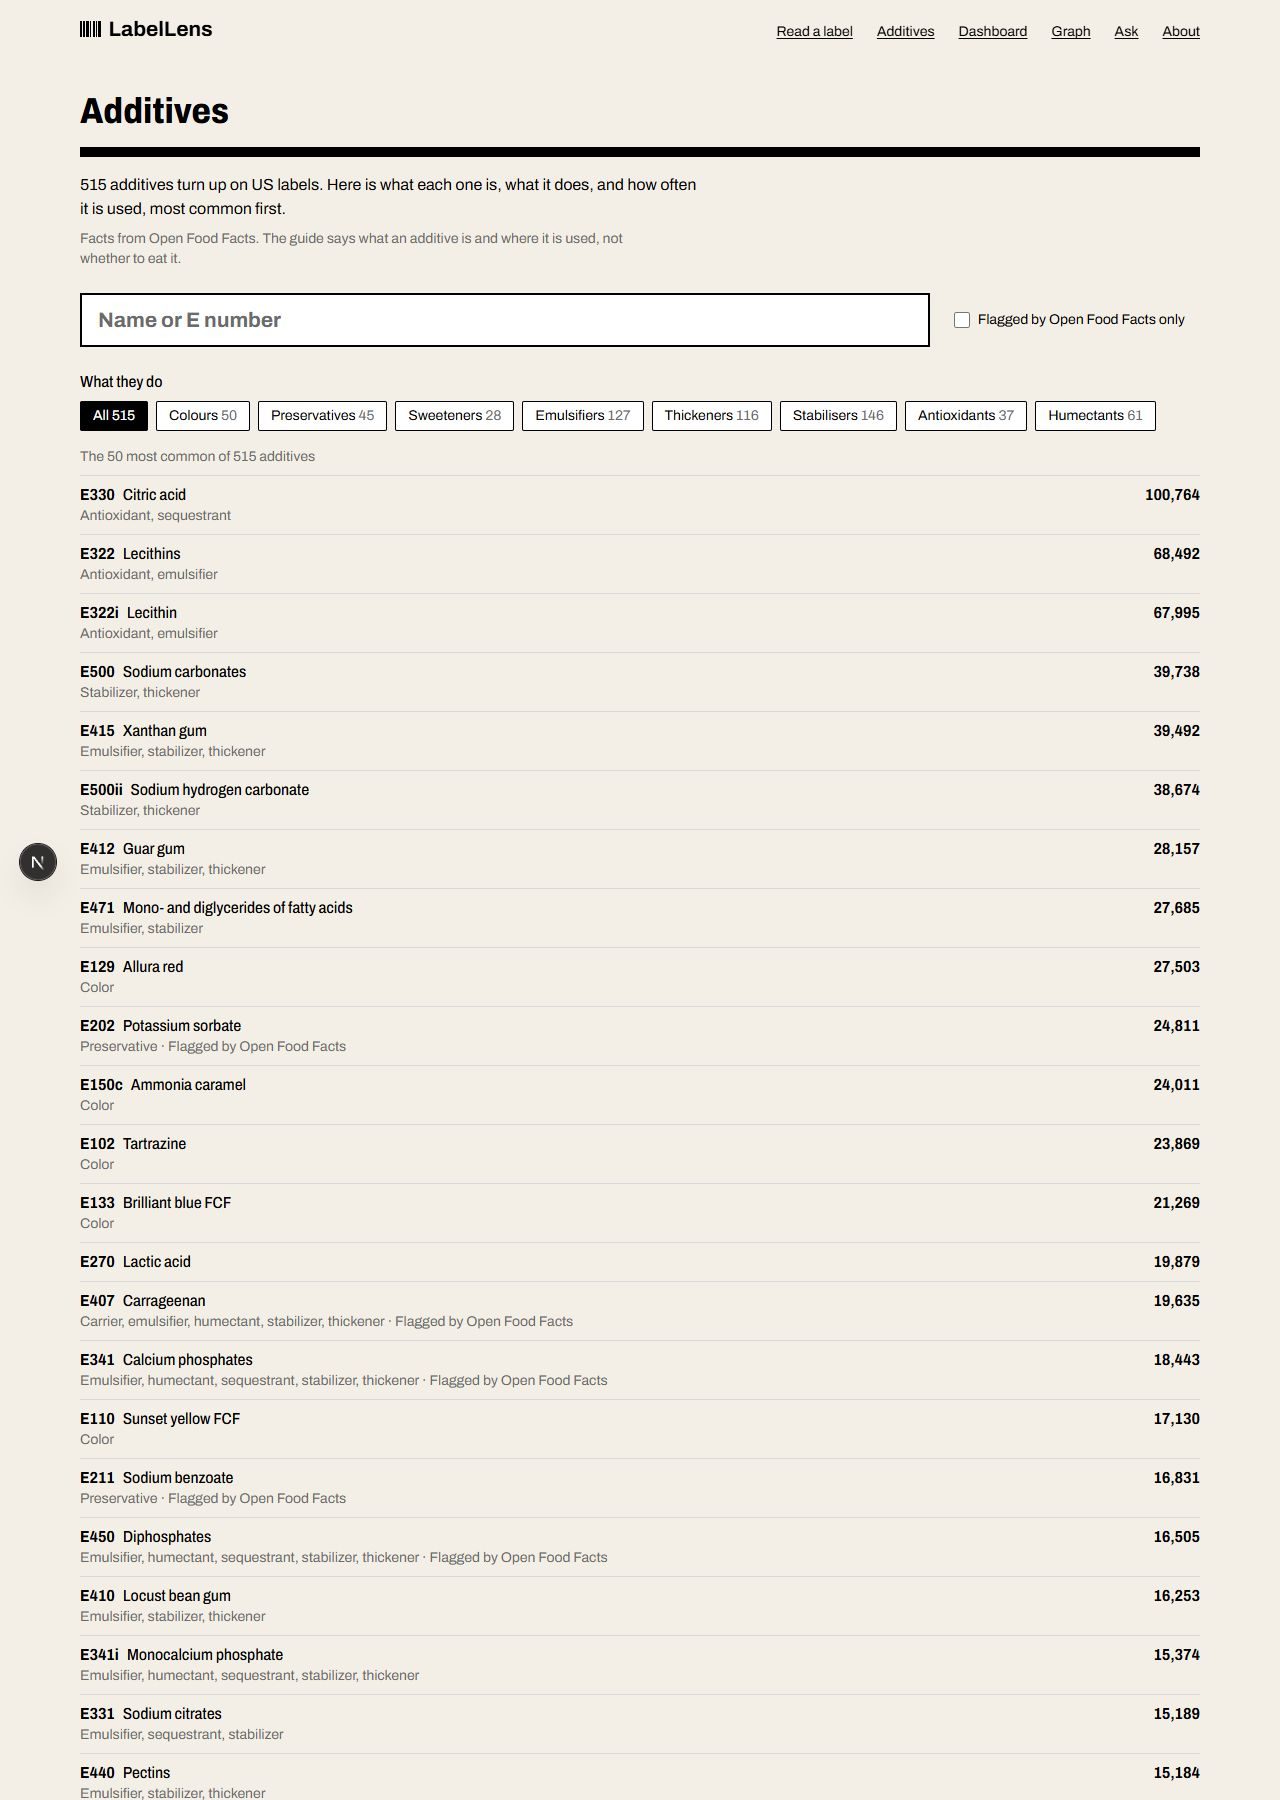 LabelLens
Read a label Additives Dashboard Graph Ask About
Additives
515 additives turn up on US labels. Here is what each one is, what it does, and how often
it is used, most common first.
Facts from Open Food Facts. The guide says what an additive is and where it is used, not
whether to eat it.
Name or E number
Flagged by Open Food Facts only
What they do
All 515 Colours 50 Preservatives 45 Sweeteners 28 Emulsifiers 127 Thickeners 116 Stabilisers 146 Antioxidants 37 Humectants 61
The 50 most common of 515 additives
E330 Citric acid 100,764
Antioxidant, sequestrant
E322 Lecithins 68,492
Antioxidant, emulsifier
E322i Lecithin 67,995
Antioxidant, emulsifier
E500 Sodium carbonates 39,738
Stabilizer, thickener
E415 Xanthan gum 39,492
Emulsifier, stabilizer, thickener
E500ii Sodium hydrogen carbonate 38,674
Stabilizer, thickener
N
E412 Guar gum 28,157
Emulsifier, stabilizer, thickener
E471 Mono- and diglycerides of fatty acids 27,685
Emulsifier, stabilizer
E129 Allura red 27,503
Color
E202 Potassium sorbate 24,811
Preservative · Flagged by Open Food Facts
E150c Ammonia caramel 24,011
Color
E102 Tartrazine 23,869
Color
E133 Brilliant blue FCF 21,269
Color
E270 Lactic acid 19,879
E407 Carrageenan 19,635
Carrier, emulsifier, humectant, stabilizer, thickener · Flagged by Open Food Facts
E341 Calcium phosphates 18,443
Emulsifier, humectant, sequestrant, stabilizer, thickener · Flagged by Open Food Facts
E110 Sunset yellow FCF 17,130
Color
E211 Sodium benzoate 16,831
Preservative · Flagged by Open Food Facts
E450 Diphosphates 16,505
Emulsifier, humectant, sequestrant, stabilizer, thickener · Flagged by Open Food Facts
E410 Locust bean gum 16,253
Emulsifier, stabilizer, thickener
E341i Monocalcium phosphate 15,374
Emulsifier, humectant, sequestrant, stabilizer, thickener
E331 Sodium citrates 15,189
Emulsifier, sequestrant, stabilizer
E440 Pectins 15,184
Emulsifier, stabilizer, thickener